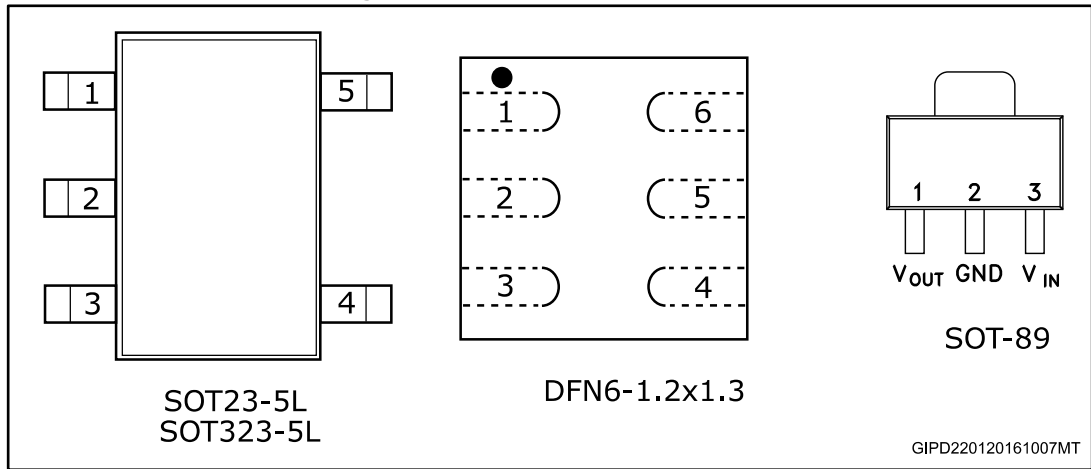 1 5
2
3 4
SOT23-5L
SOT323-5L
1 6
2 5
3 4
DFN6-1.2x1.3
1 2 3
VOUT GND VIN
SOT-89
GIPD220120161007MT